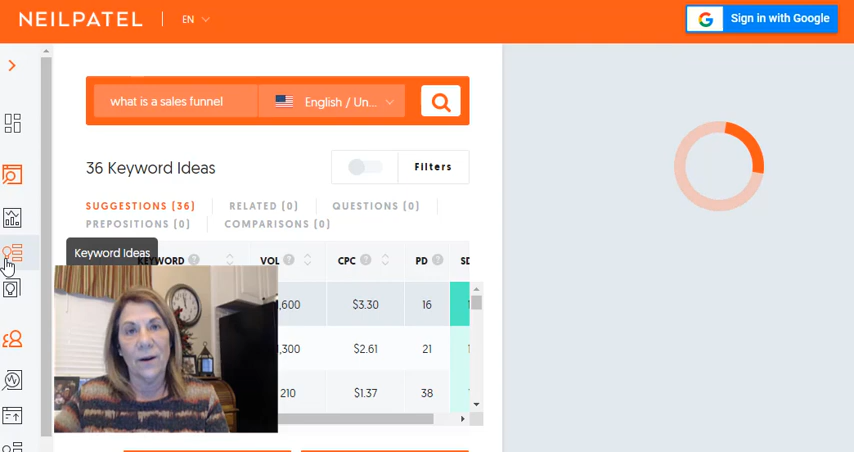 NEILPATEL
EN
Sign in with Google
what is a sales funnel
English / Un...
36 Keyword Ideas
Filters
SUGGESTIONS (36)
RELATED (0)
QUESTIONS (0)
PREPOSITIONS (0)
COMPARISONS (0)
Keyword Ideas
KEYWORD
VOL
CPC
PD
SD
,600
$3.30
16
1
,300
$2.61
21
1
210
$1.37
38